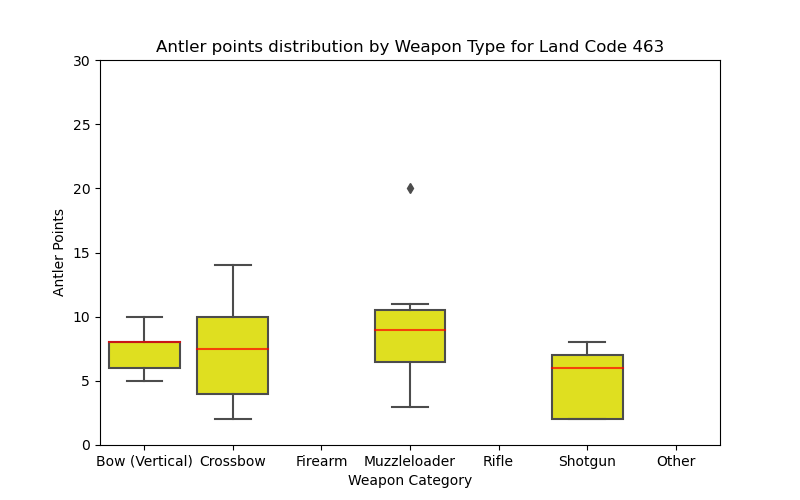 Antler points distribution by Weapon Type for Land Code 463
30
25
20
15
10
5
0
Antler Points
Bow (Vertical) Crossbow Firearm Muzzleloader Rifle Shotgun Other
Weapon Category